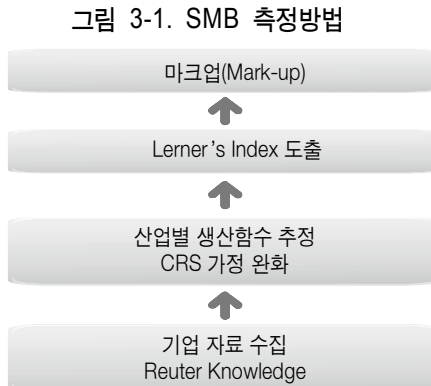 그림 3-1. SMB 측정방법
마크업(Mark-up)
Lerner's Index 도출
산업별 생산함수 추정
CRS 가정 완화
기업 자료 수집
Reuter Knowledge